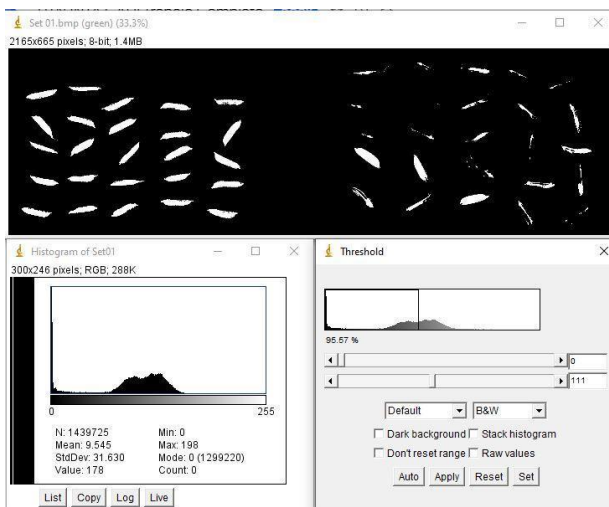 Set 01.bmp (green) (33.3%)
2165x665 pixels; 8-bit; 1.4MB
Histogram of Set01
300x246 pixels; RGB; 288K
0 255
N: 1439725 Min: 0
Mean: 9.545 Max: 198
StdDev: 31.630 Mode: 0 (1299220)
Value: 178 Count: 0
List Copy Log Live
Threshold
95.57 %
0
111
Default B&W
Dark background Stack histogram
Don't reset range Raw values
Auto Apply Reset Set